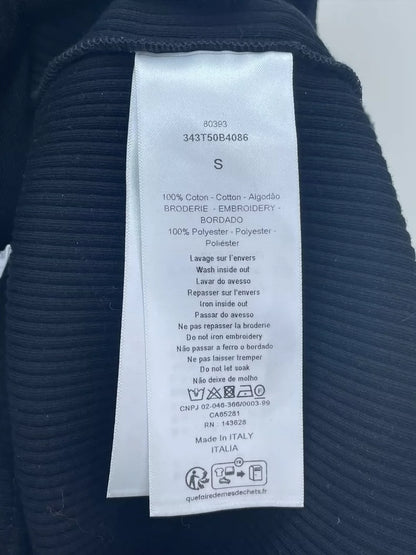 80393
343T50B4086
S
100% Coton - Cotton - Algodão
BRODERIE - EMBROIDERY -
BORDADO
100% Polyester - Polyester -
Poliéster
Lavage sur l'envers
Wash inside out
Lavar do avesso
Repasser sur l'envers
Iron inside out
Passar do avesso
Ne pas repasser la broderie
Do not iron embroidery
Não passar a ferro o bordado
Ne pas laisser tremper
Do not let soak
Não deixe de molho
CNPJ 02-046-366/0003-99
CA65281
RN : 143628
Made In ITALY
ITALIA
quefairedemesdechets.fr